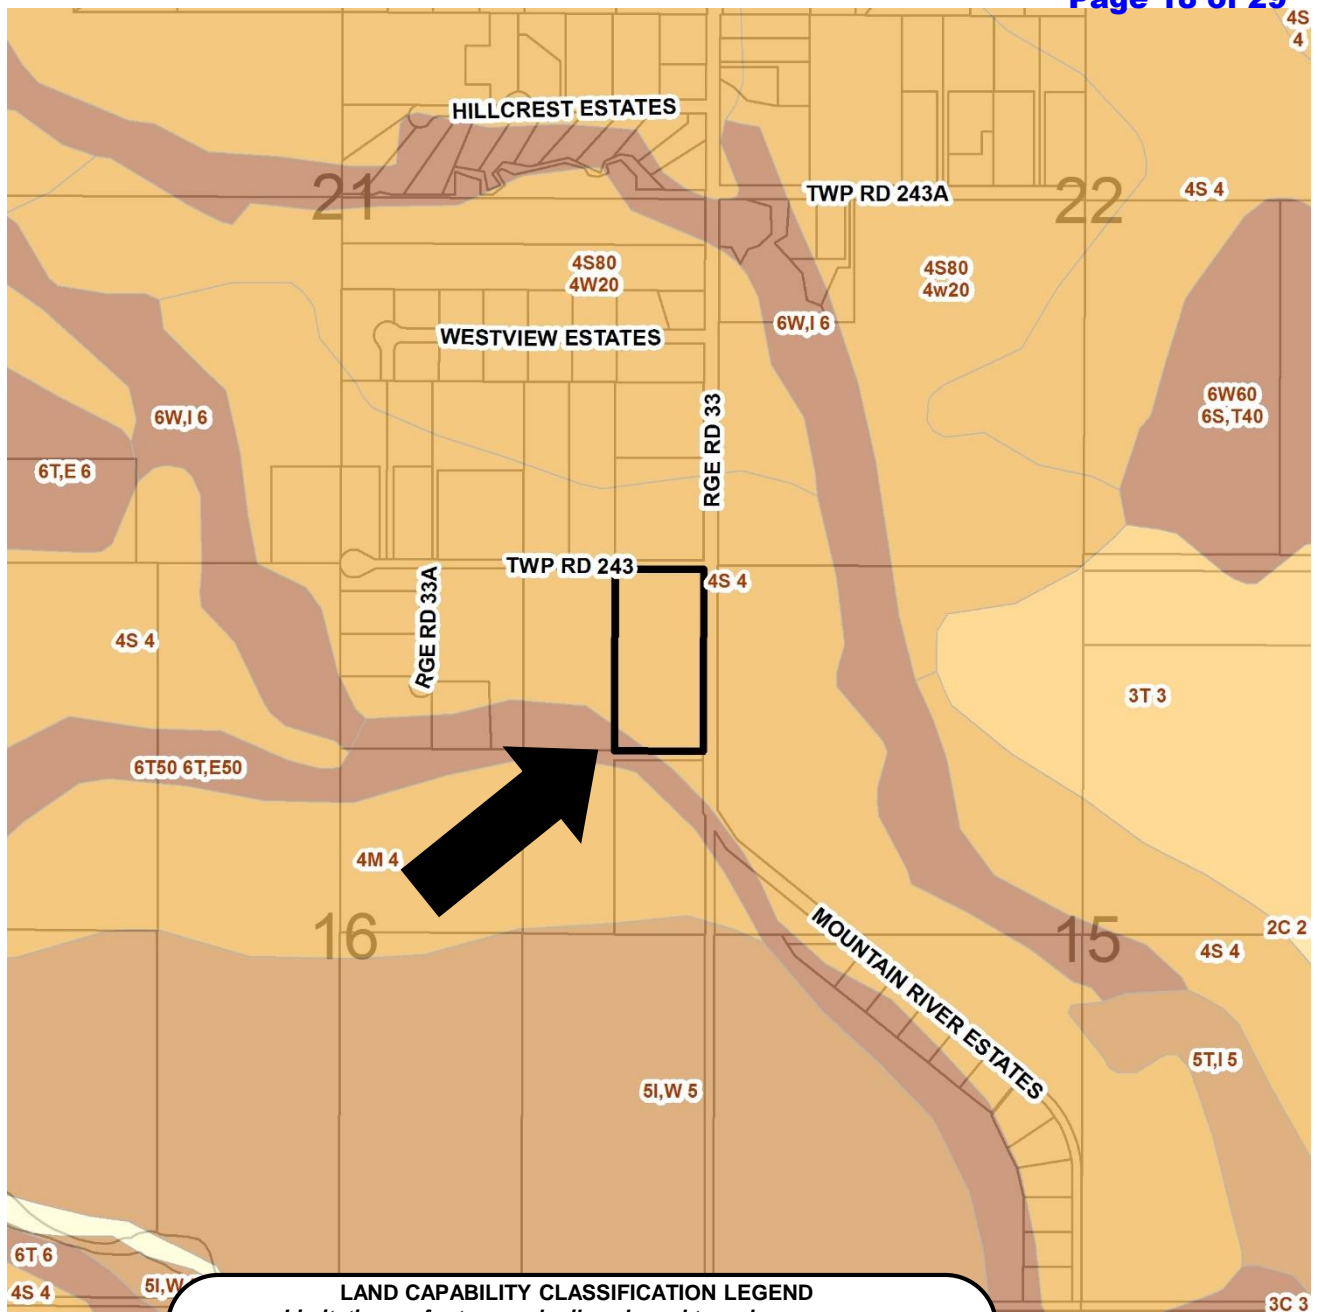 Page 18 of 29
4S
4
HILLCREST ESTATES
21
TWP RD 243A
22
4S 4
4S80
4W20
4S80
4w20
6W,I 6
WESTVIEW ESTATES
RGE RD 33
6W60
6S,T40
6W,I 6
6T,E 6
TWP RD 243
4S 4
RGE RD 33A
4S 4
3T 3
6T50 6T,E50
4M 4
16
MOUNTAIN RIVER ESTATES
15
2C 2
4S 4
5T,I 5
5I,W 5
6T 6
4S 4
5I,W
3C 3
LAND CAPABILITY CLASSIFICATION LEGEND